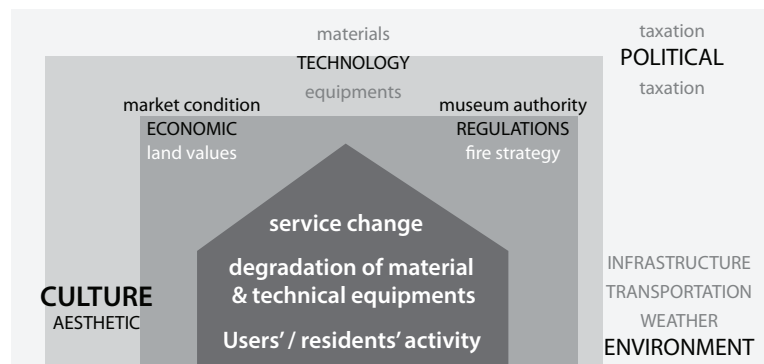 materials
TECHNOLOGY
equipments
taxation
POLITICAL
taxation
market condition
ECONOMIC
land values
museum authority
REGULATIONS
fire strategy
service change
degradation of material
& technical equipments
Users' / residents' activity
CULTURE
AESTHETIC
INFRASTRUCTURE
TRANSPORTATION
WEATHER
ENVIRONMENT